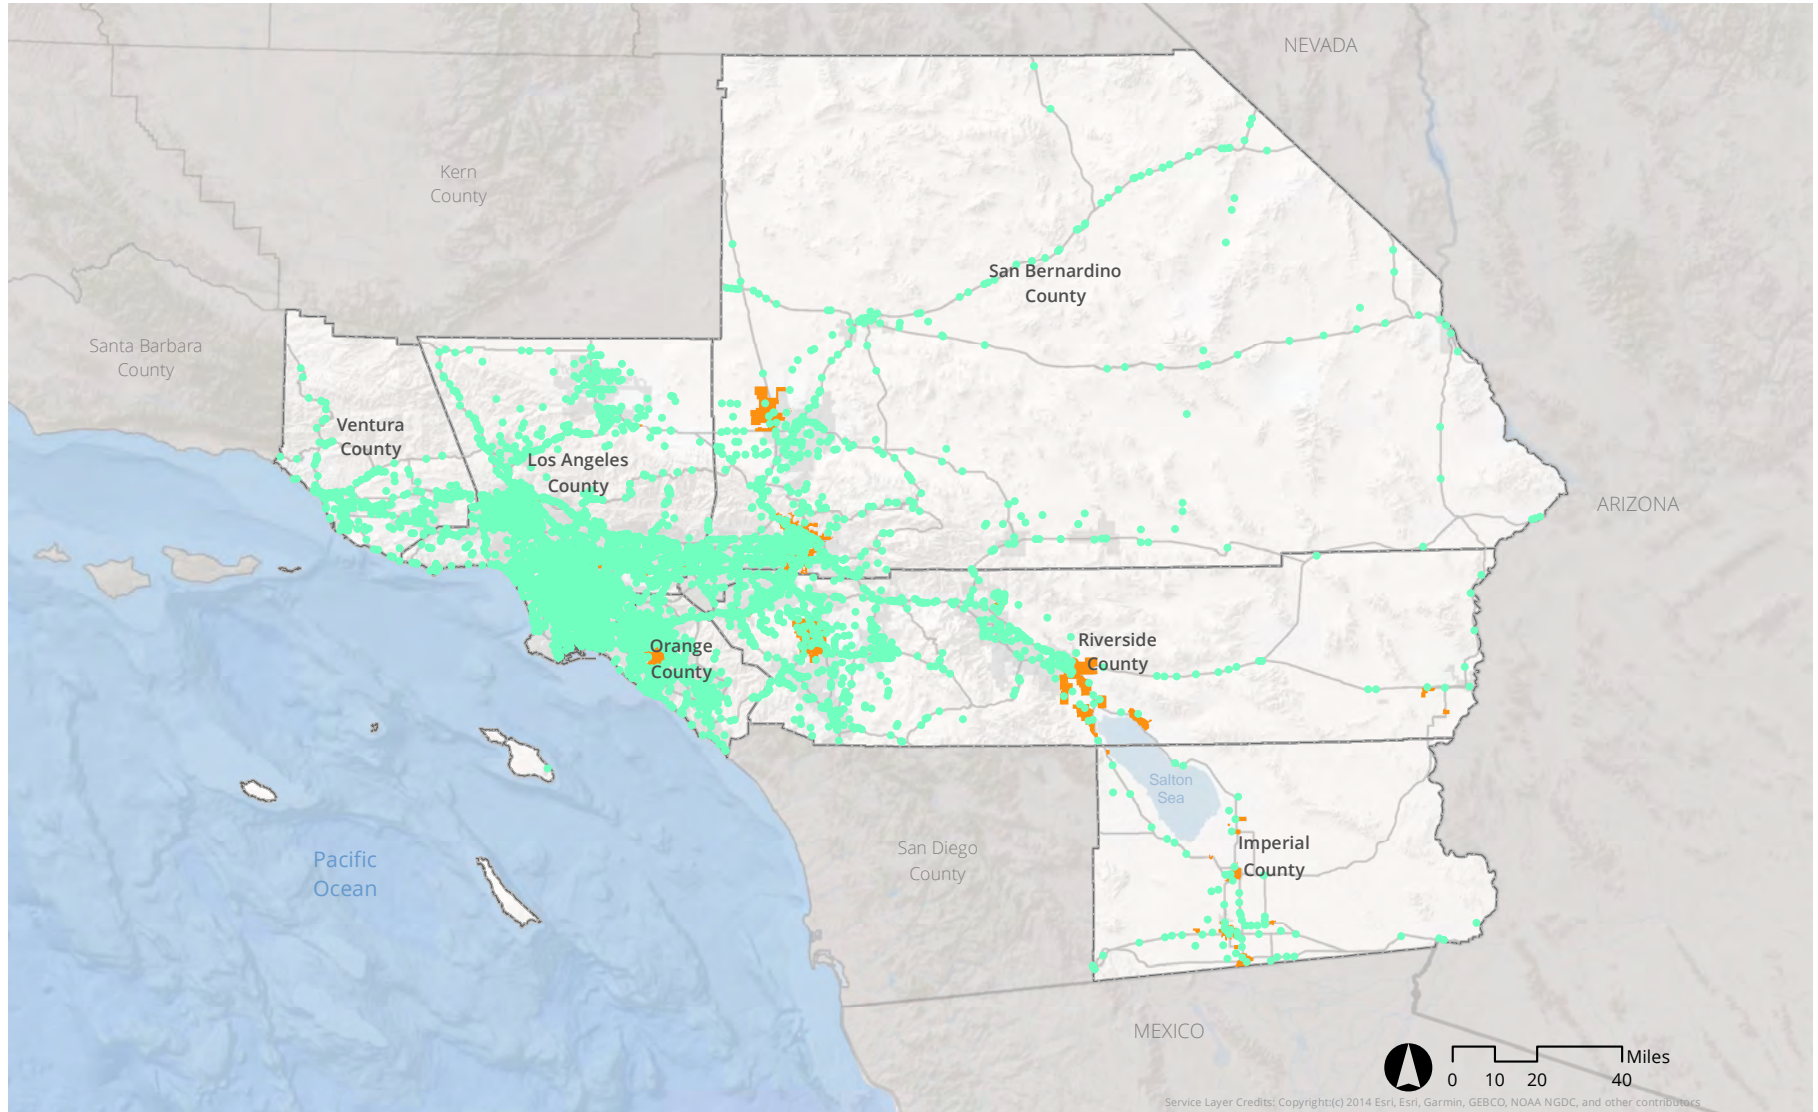 NEVADA
Kern
County
San Bernardino
County
Santa Barbara
County
Ventura
County
Los Angeles
County
ARIZONA
Orange
County
Riverside
County
Salton
Sea
Imperial
County
San Diego
County
Pacific
Ocean
MEXICO
Miles
0 10 20 40
Service Layer Credits: Copyright:(c) 2014 Esri, Esri, Garmin, GEBCO, NOAA NGDC, and other contributors